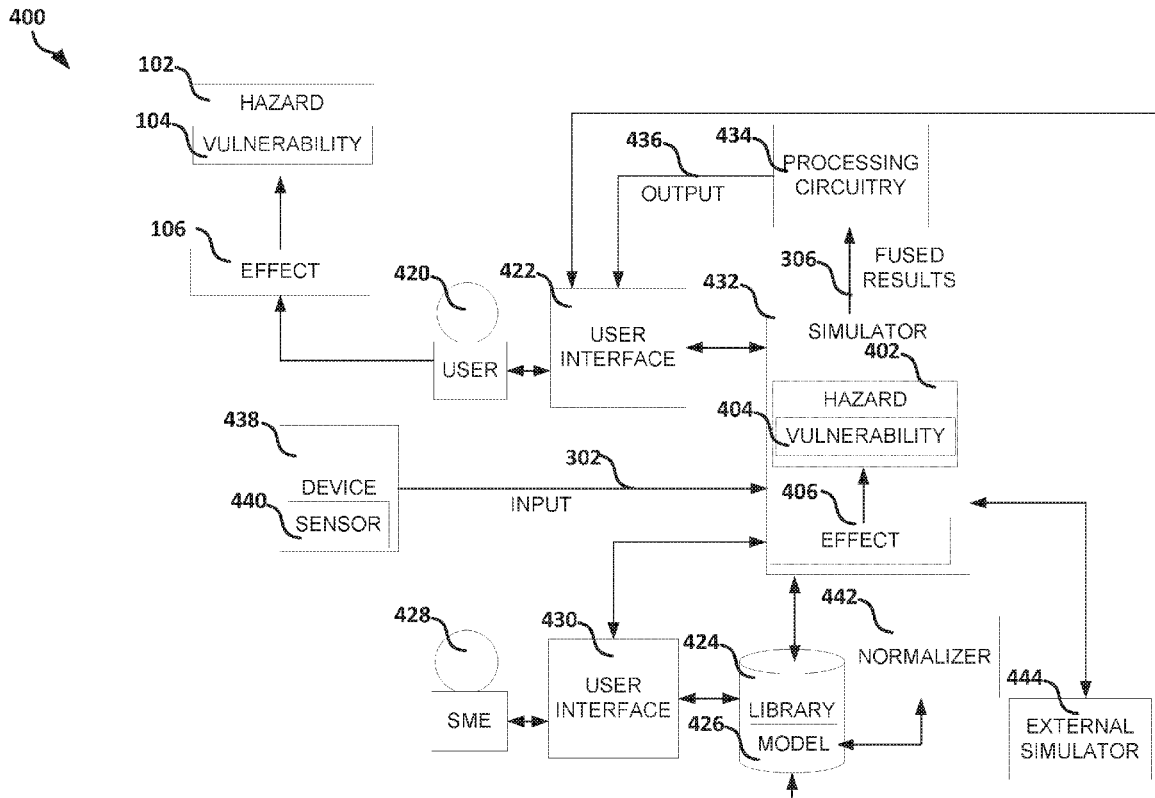 400
102
HAZARD
104
VULNERABILITY
436
434
PROCESSING
CIRCUITRY
OUTPUT
106
EFFECT
420
422
306
FUSED
RESULTS
432
USER
INTERFACE
SIMULATOR
USER
402
HAZARD
404
VULNERABILITY
438
302
DEVICE
INPUT
406
440
SENSOR
EFFECT
428
430
442
424
NORMALIZER
USER
INTERFACE
444
SME
LIBRARY
426
MODEL
EXTERNAL
SIMULATOR